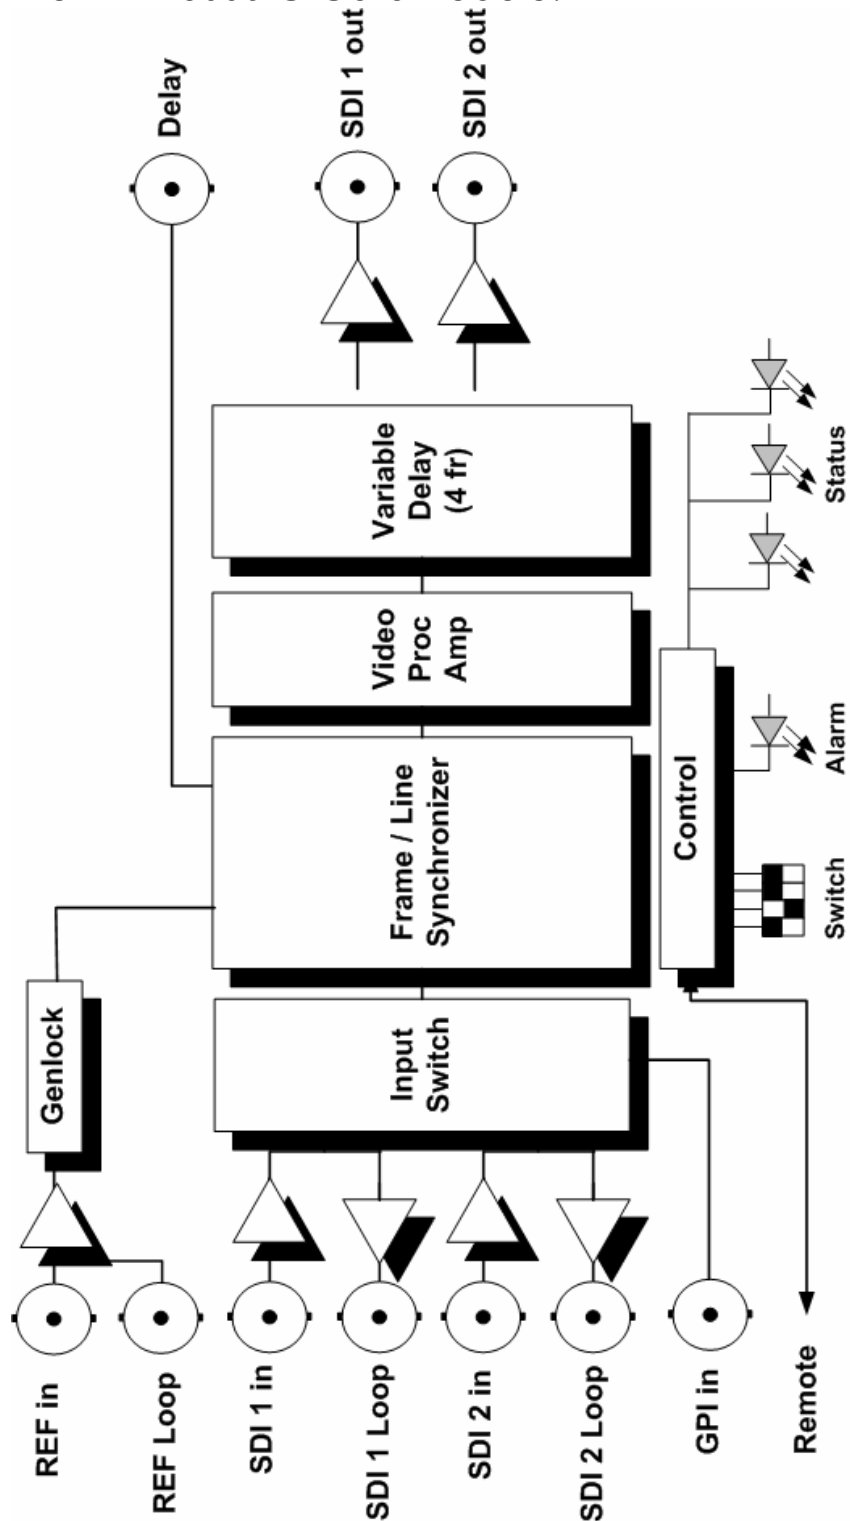 REF in
REF Loop
SDI 1 in
SDI 1 Loop
SDI 2 in
SDI 2 Loop
GPI in
Remote
Genlock
Input
Switch
Frame / Line
Synchronizer
Video
Proc
Amp
Variable
Delay
(4 fr)
Control
Switch
Alarm
Status
Delay
SDI 1 out
SDI 2 out